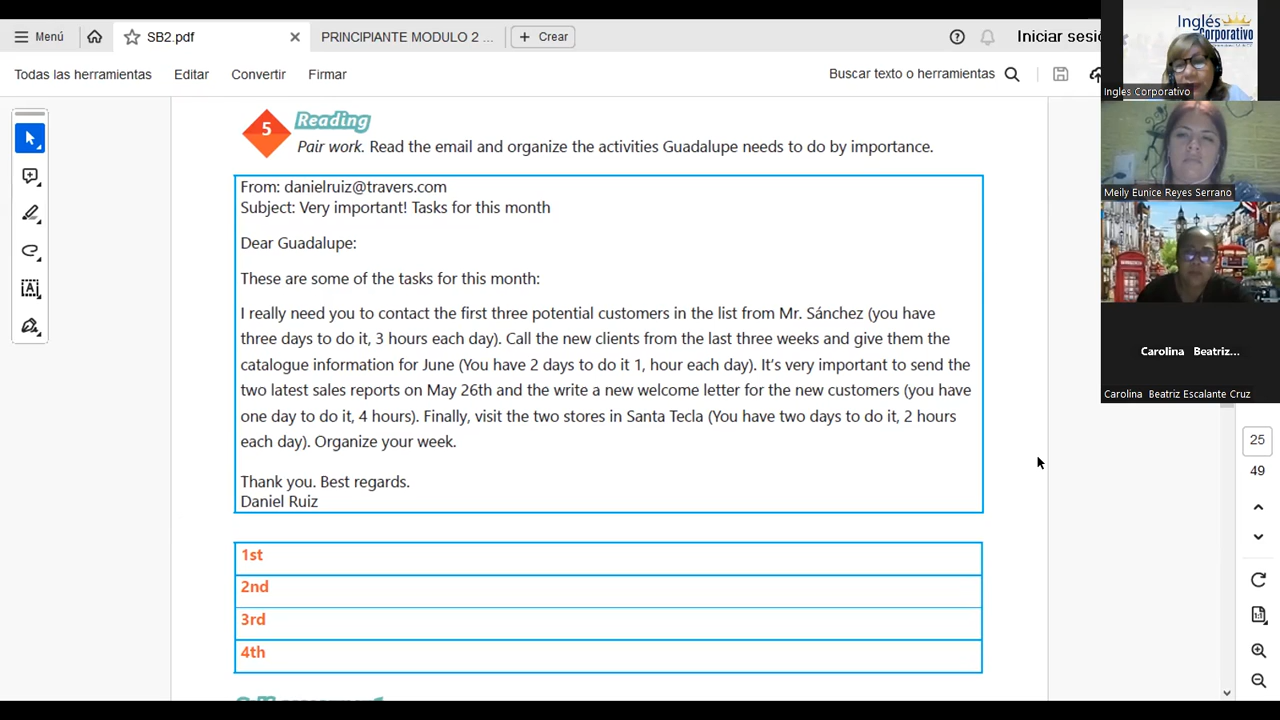 Menú
SB2.pdf
PRINCIPIANTE MODULO 2 ...
Crear
Iniciar sesi
Todas las herramientas
Editar
Convertir
Firmar
Buscar texto o herramientas
5
Reading
Pair work. Read the email and organize the activities Guadalupe needs to do by importance.
From: danielruiz@travers.com
Subject: Very important! Tasks for this month
Dear Guadalupe:
These are some of the tasks for this month:
I really need you to contact the first three potential customers in the list from Mr. Sánchez (you have
three days to do it, 3 hours each day). Call the new clients from the last three weeks and give them the
catalogue information for June (You have 2 days to do it 1, hour each day). It's very important to send the
two latest sales reports on May 26th and the write a new welcome letter for the new customers (you have
one day to do it, 4 hours). Finally, visit the two stores in Santa Tecla (You have two days to do it, 2 hours
each day). Organize your week.
Thank you. Best regards.
Daniel Ruiz
1st
2nd
3rd
4th
25
49
1:1
Inglés
Corporativo
Ingles Corporativo
Meily Eunice Reyes Serrano
Carolina Beatriz...
Carolina Beatriz Escalante Cruz